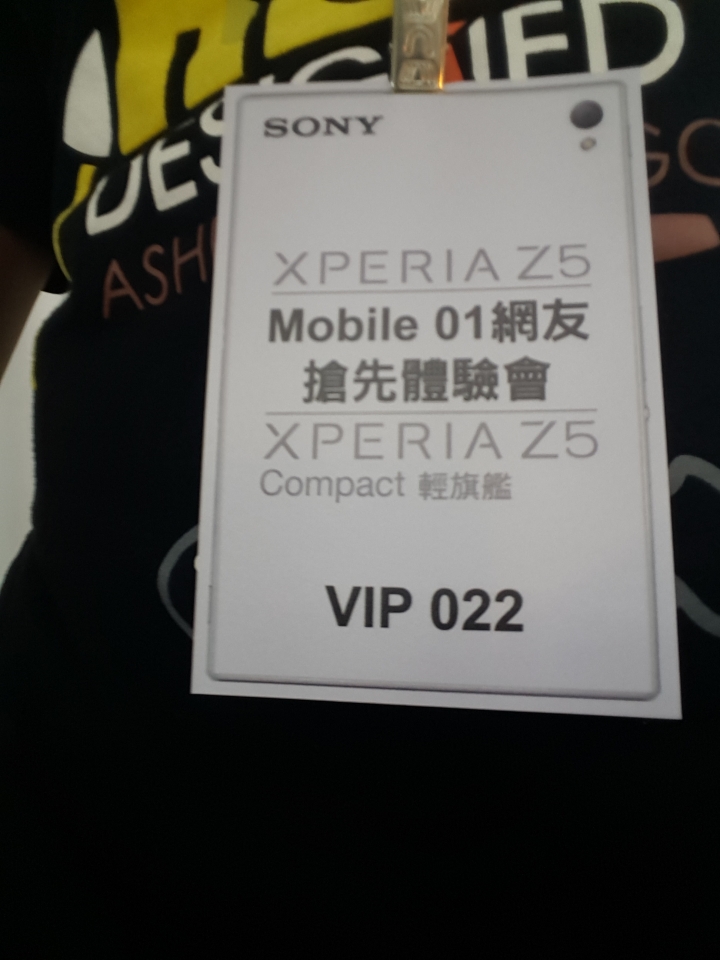 DESIGNED
SONY
XPERIA Z5
Mobile 01網友
搶先體驗會
XPERIA Z5
Compact 輕旗艦
VIP 022